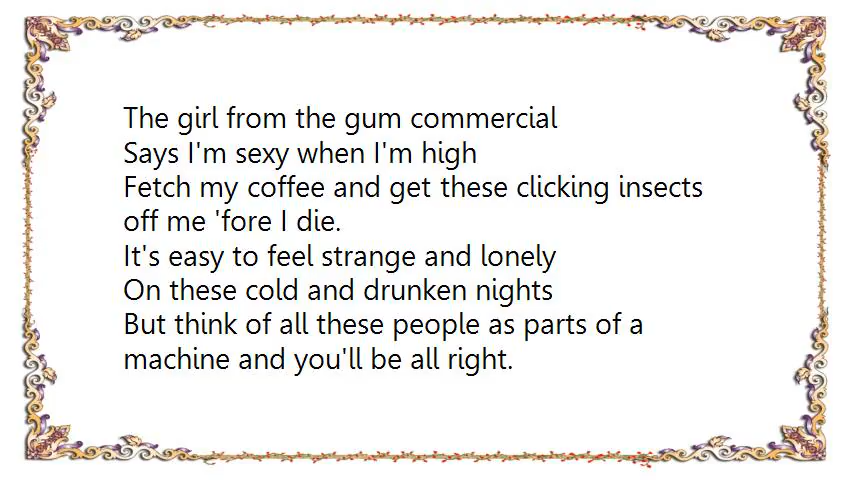 The girl from the gum commercial
Says I'm sexy when I'm high
Fetch my coffee and get these clicking insects
off me 'fore I die.
It's easy to feel strange and lonely
On these cold and drunken nights
But think of all these people as parts of a
machine and you'll be all right.